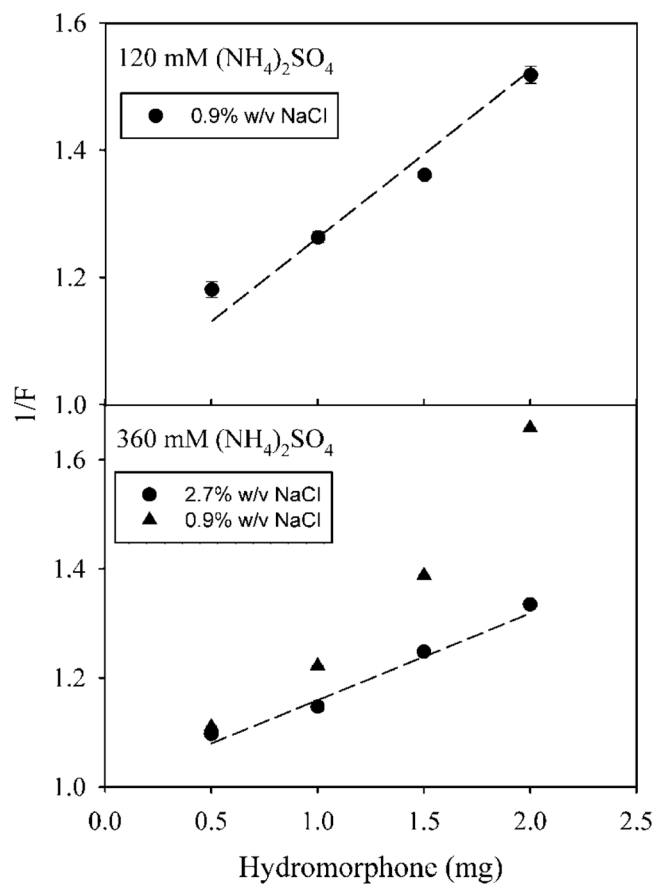 1.6
120 mM (NH4)2SO4
0.9% w/v NaCl
1.4
1.2
1.0
1/F
360 mM (NH4)2SO4
1.6
2.7% w/v NaCl
0.9% w/v NaCl
1.4
1.2
1.0
0.0 0.5 1.0 1.5 2.0 2.5
Hydromorphone (mg)